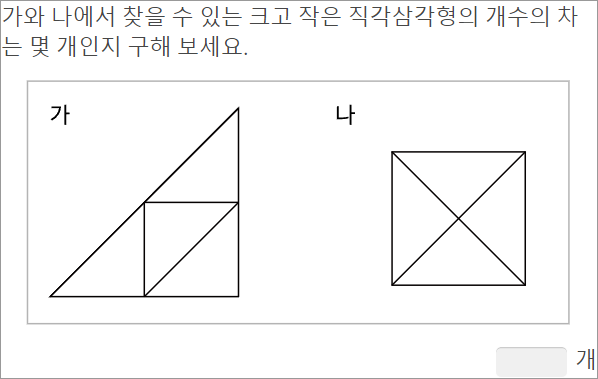 가와 나에서 찾을 수 있는 크고 작은 직각삼각형의 개수의 차
는 몇 개인지 구해 보세요.
가 나
개